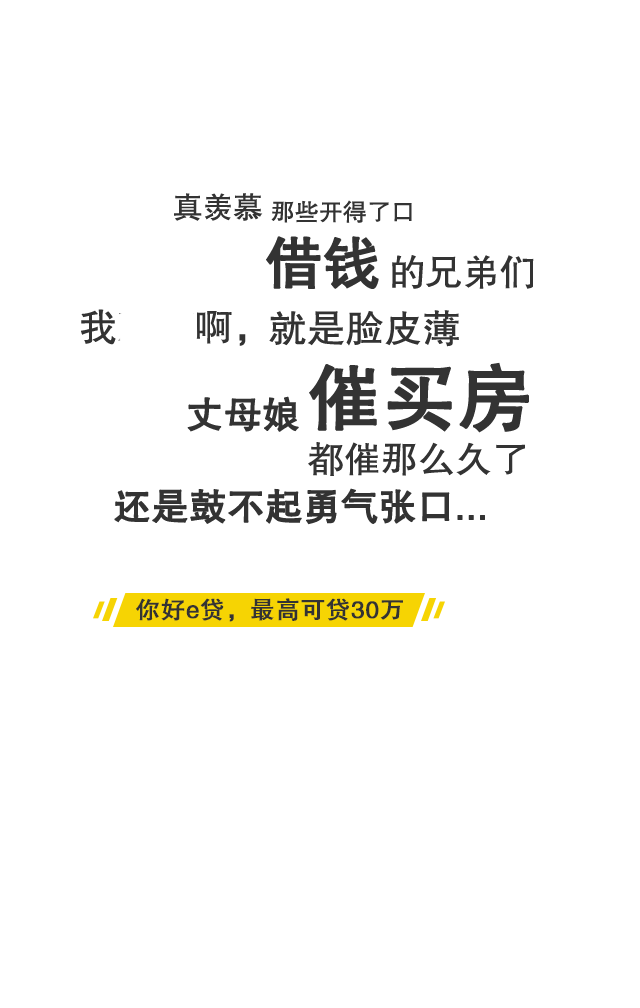 真羡慕 那些开得了口
借钱 的兄弟们
我 啊，就是脸皮薄
丈母娘 催买房
都催那么久了
还是鼓不起勇气张口...
你好e贷，最高可贷30万